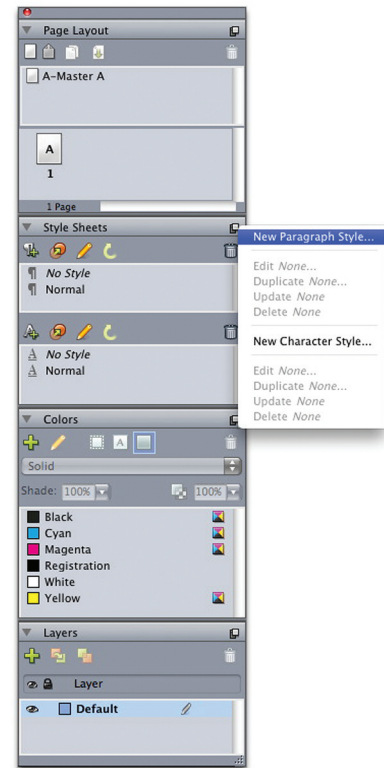 Page Layout
A-Master A
A
1
1 Page
Style Sheets
No Style
Normal
A
No Style
A Normal
New Paragraph Style...
Edit None...
Duplicate None...
Update None
Delete None
New Character Style...
Edit None...
Duplicate None...
Update None
Delete None
Colors
A
Solid
Shade: 100% 100%
Black
Cyan
Magenta
Registration
White
Yellow
Layers
Layer
Default